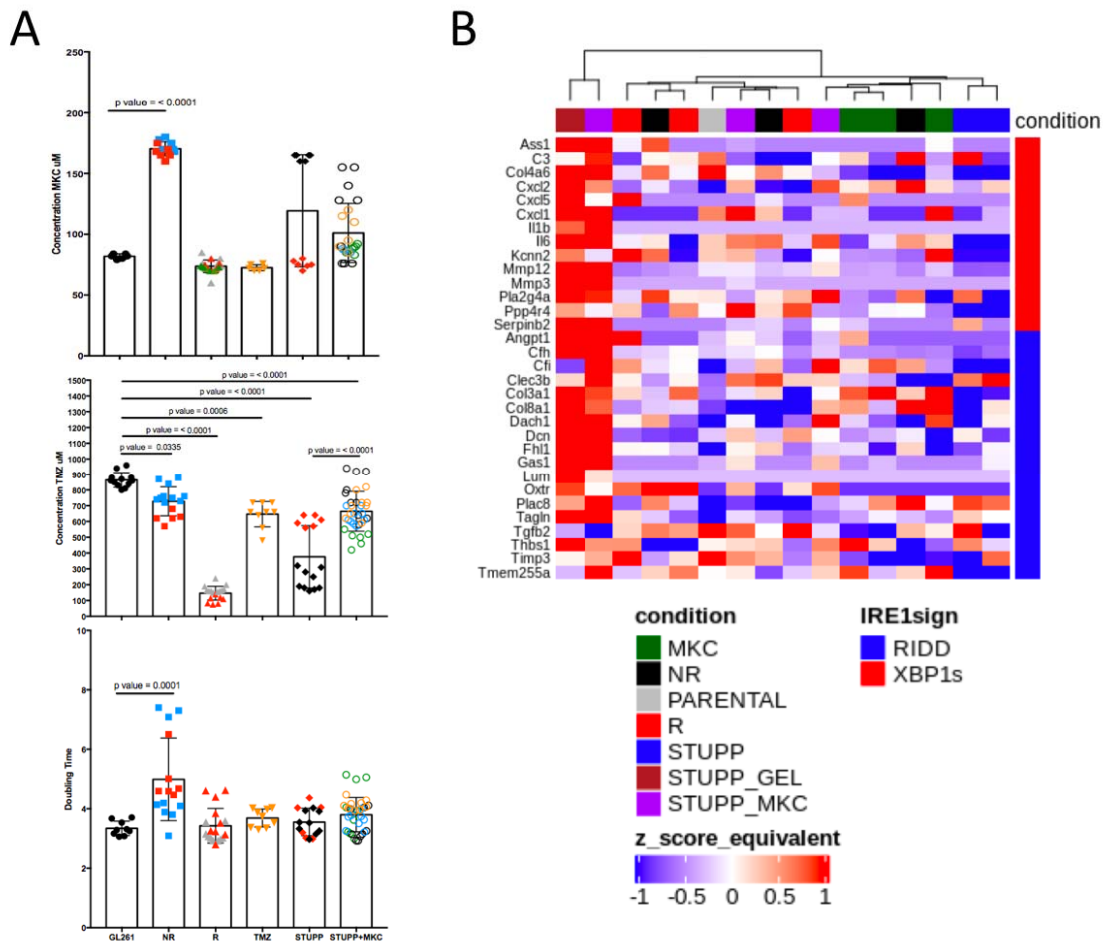 A
B
250
200
150
100
50
0
Concentration MKC uM
p value = < 0.0001
1500
1400
1300
1200
1100
1000
900
800
700
600
500
400
300
200
100
0
Concentration TMZ uM
p value = < 0.0001
p value = < 0.0001
p value = 0.0006
p value = < 0.0001
p value = 0.0335
p value = < 0.0001
10
8
6
4
2
0
Doubling Time
p value = 0.0001
GL261 NR R TMZ STUPP STUPP+MKC
condition
Ass1
C3
Col4a6
Cxcl2
Cxcl5
Cxcl1
Il1b
Il6
Kcnn2
Mmp12
Mmp3
Pla2g4a
Ppp4r4
Serpinb2
Angpt1
Cfh
Cfi
Clec3b
Col3a1
Col8a1
Dach1
Dcn
Fhl1
Gas1
Lum
Oxtr
Plac8
Tagln
Tgfb2
Thbs1
Timp3
Tmem255a
condition
MKC
NR
PARENTAL
R
STUPP
STUPP_GEL
STUPP_MKC
IRE1sign
RIDD
XBP1s
z_score_equivalent
-1 -0.5 0 0.5 1